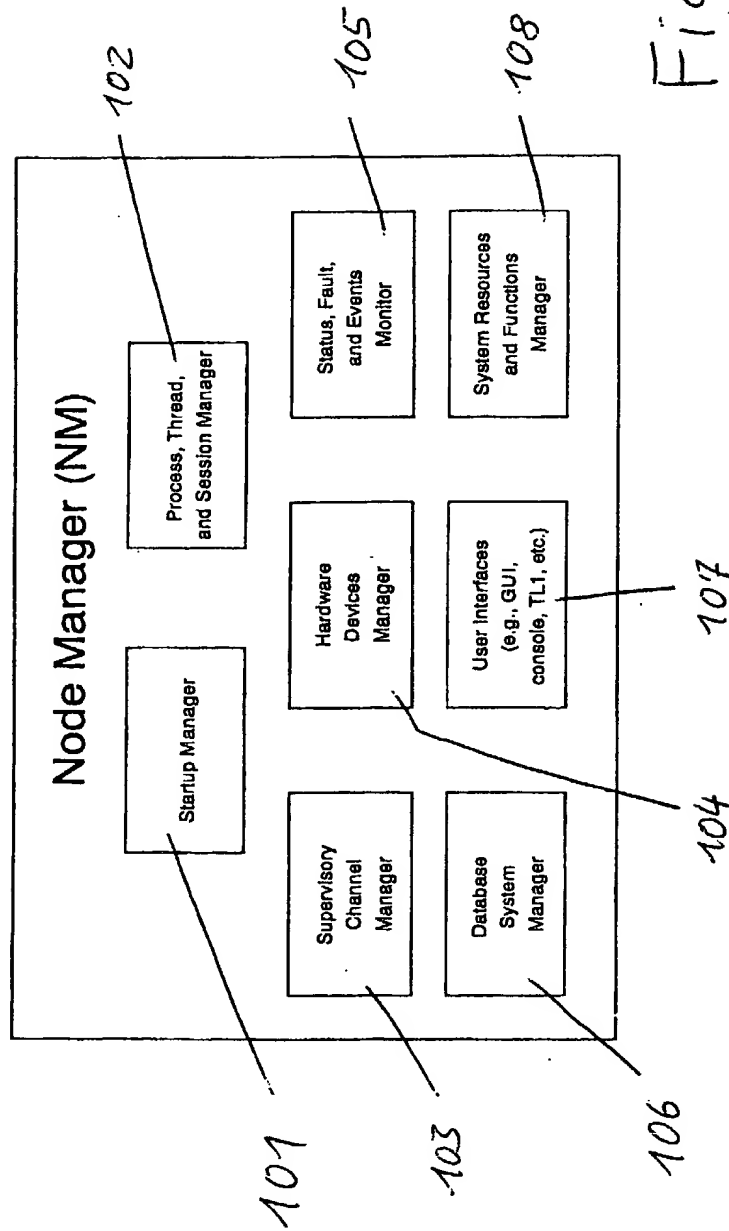 Node Manager (NM)
Startup Manager
Process, Thread,
and Session Manager
Supervisory
Channel
Manager
Hardware
Devices
Manager
Status, Fault,
and Events
Monitor
Database
System
Manager
User Interfaces
(e.g., GUI,
console, TL1, etc.)
System Resources
and Functions
Manager
101
102
103
104
105
106
107
108